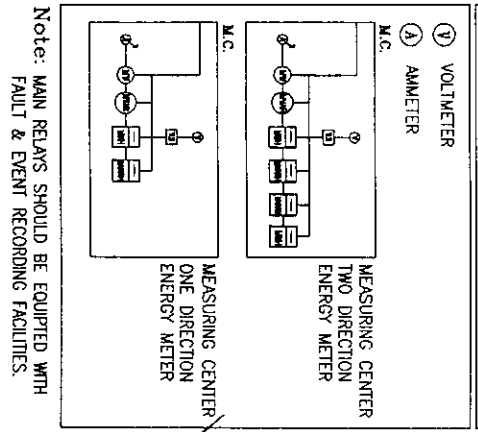 V VOLTMETER
A AMMETER
M.C.
MEASURING CENTER
TWO DIRECTION
ENERGY METER
M.C.
MEASURING CENTER
ONE DIRECTION
ENERGY METER
Note: MAIN RELAYS SHOULD BE EQUIPTED WITH
FAULT & EVENT RECORDING FACILITIES.